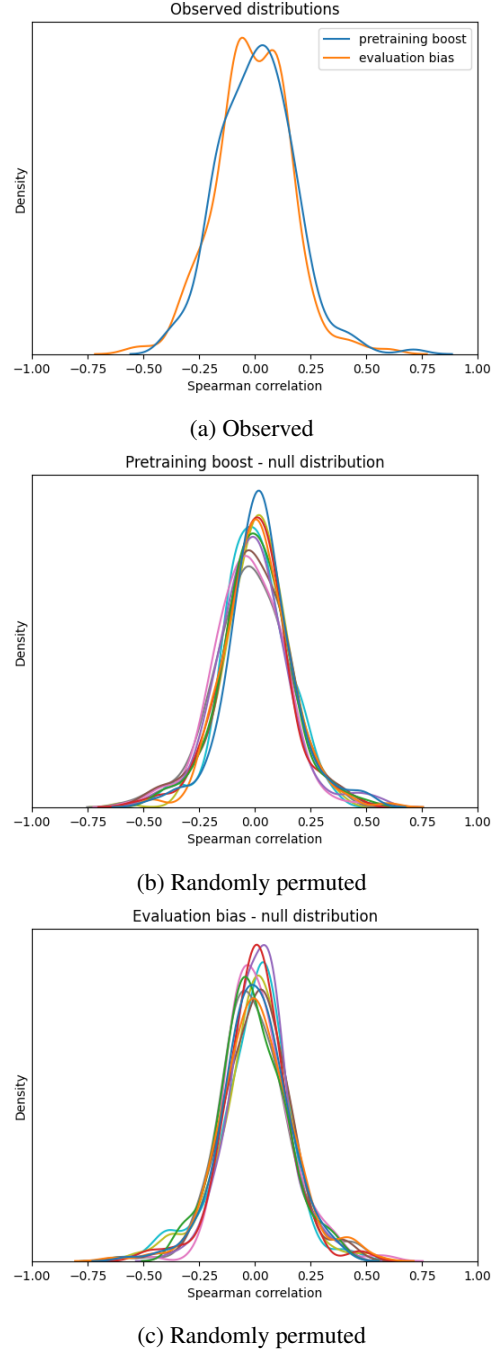 Observed distributions
pretraining boost
evaluation bias
Density
−1.00 −0.75 −0.50 −0.25 0.00 0.25 0.50 0.75 1.00
Spearman correlation
(a) Observed
Pretraining boost - null distribution
Density
−1.00 −0.75 −0.50 −0.25 0.00 0.25 0.50 0.75 1.00
Spearman correlation
(b) Randomly permuted
Evaluation bias - null distribution
Density
−1.00 −0.75 −0.50 −0.25 0.00 0.25 0.50 0.75 1.00
Spearman correlation
(c) Randomly permuted